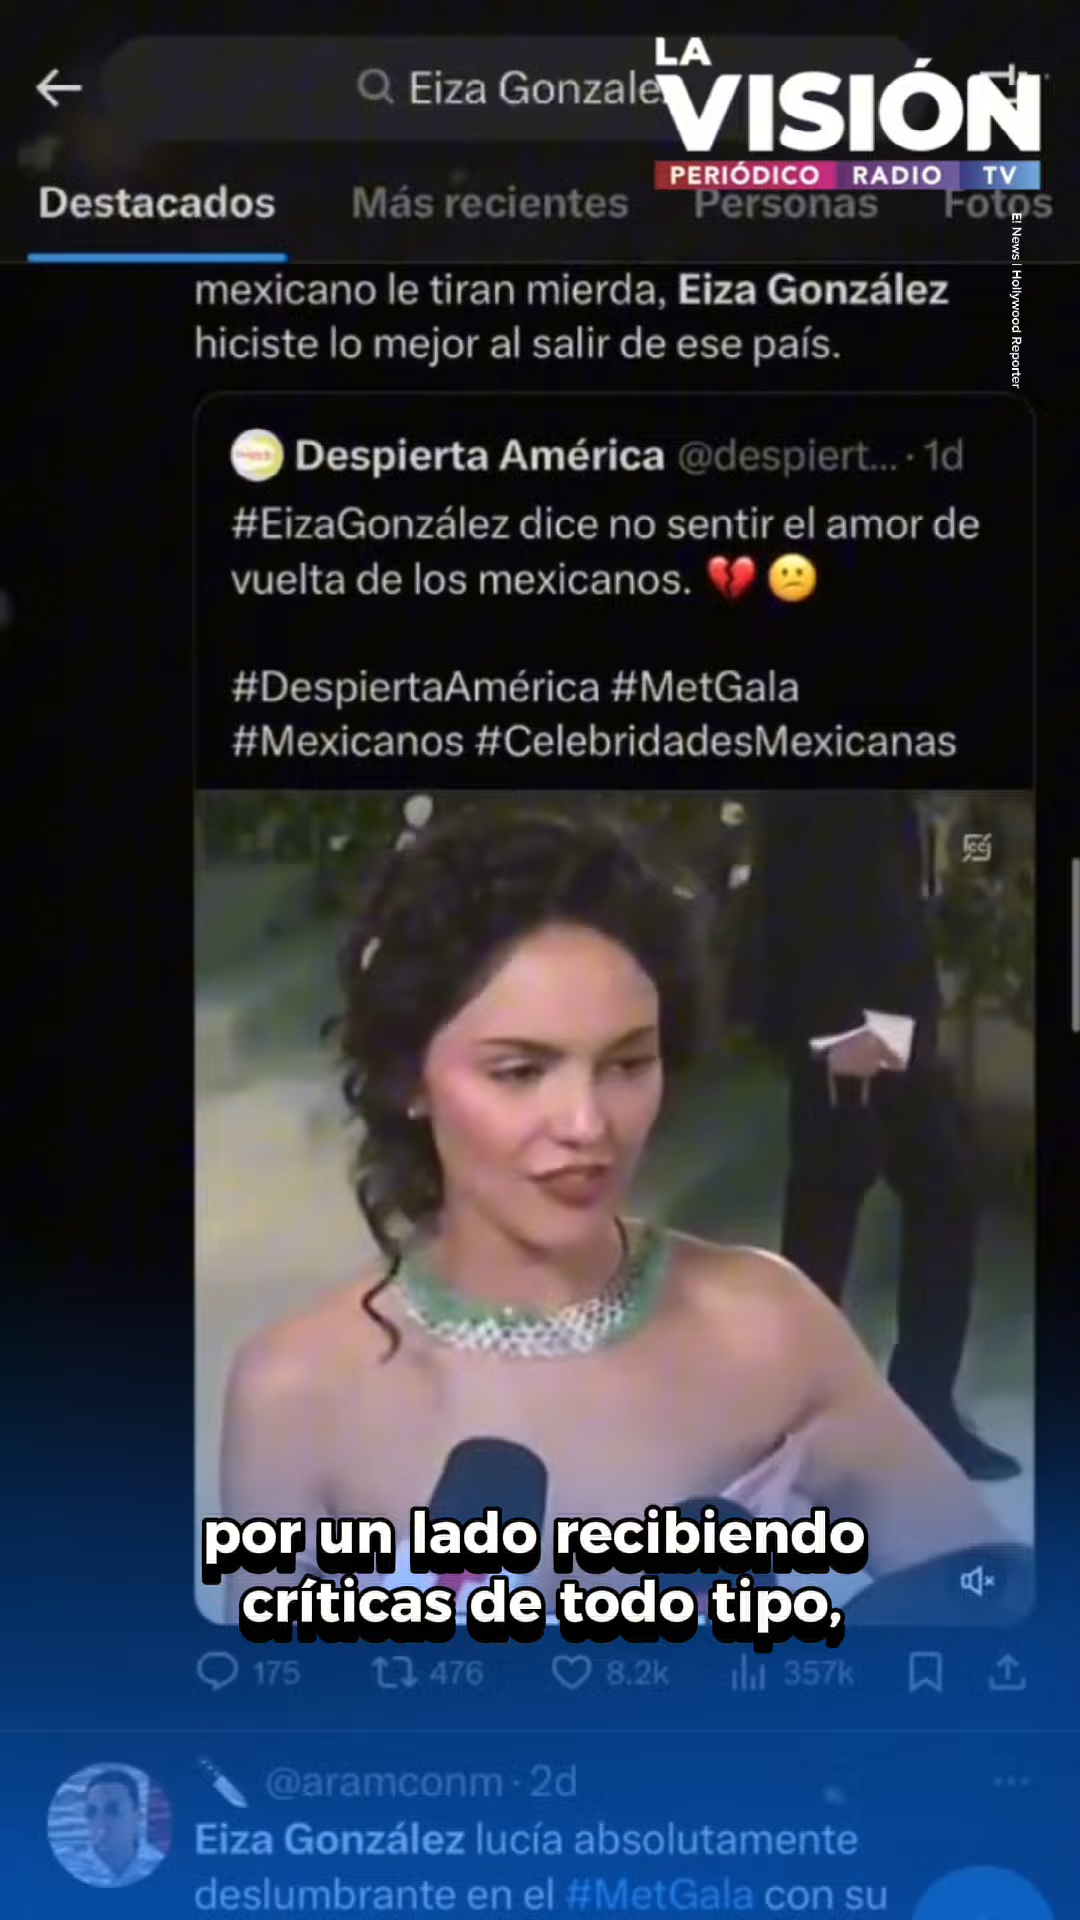 LA
VISIÓN
PERIÓDICO RADIO TV
Eiza Gonzale
Destacados Más recientes Personas Fotos
E! News | Hollywood Reporter
mexicano le tiran mierda, Eiza González
hiciste lo mejor al salir de ese país.
Despierta América @despiert... · 1d
#EizaGonzález dice no sentir el amor de
vuelta de los mexicanos. 💔 😕
#DespiertaAmérica #MetGala
#Mexicanos #CelebridadesMexicanas
por un lado recibiendo
críticas de todo tipo,
175 476 8.2k 357k
@aramconm · 2d
Eiza González lucía absolutamente
deslumbrante en el #MetGala con su